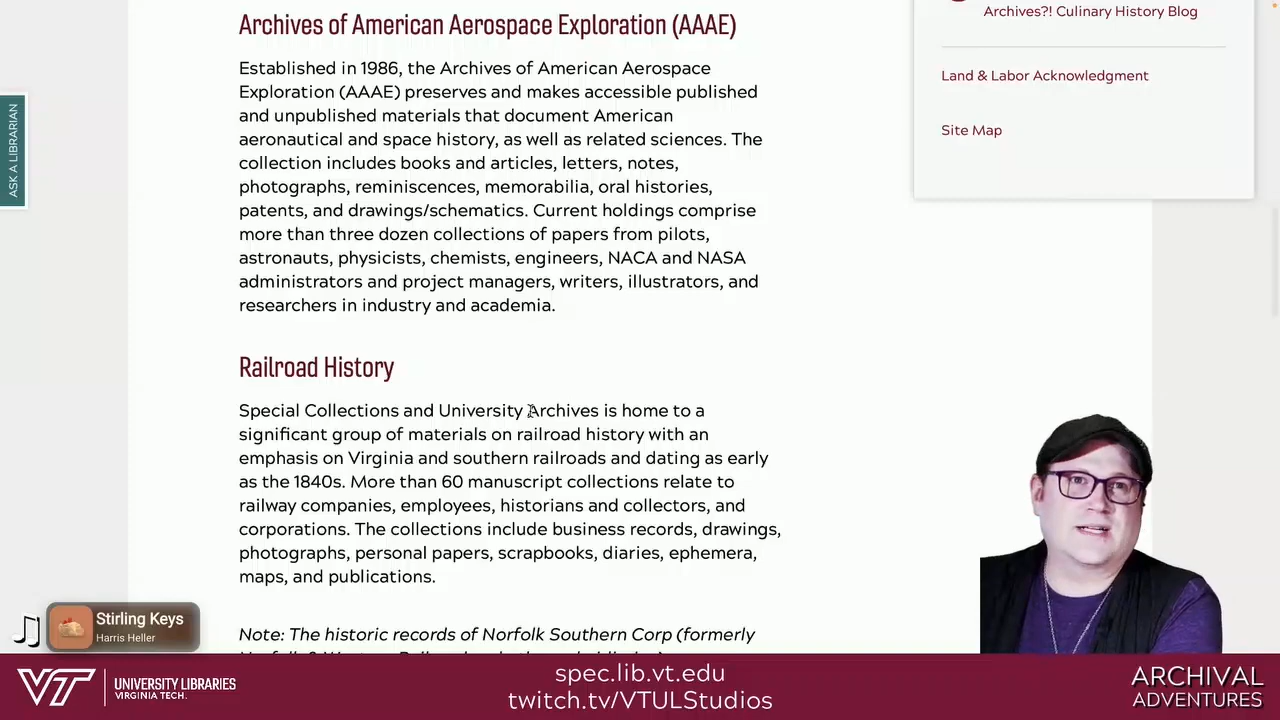 Archives of American Aerospace Exploration (AAAE)
Established in 1986, the Archives of American Aerospace
Exploration (AAAE) preserves and makes accessible published
and unpublished materials that document American
aeronautical and space history, as well as related sciences. The
collection includes books and articles, letters, notes,
photographs, reminiscences, memorabilia, oral histories,
patents, and drawings/schematics. Current holdings comprise
more than three dozen collections of papers from pilots,
astronauts, physicists, chemists, engineers, NACA and NASA
administrators and project managers, writers, illustrators, and
researchers in industry and academia.
Railroad History
Special Collections and University Archives is home to a
significant group of materials on railroad history with an
emphasis on Virginia and southern railroads and dating as early
as the 1840s. More than 60 manuscript collections relate to
railway companies, employees, historians and collectors, and
corporations. The collections include business records, drawings,
photographs, personal papers, scrapbooks, diaries, ephemera,
maps, and publications.
Note: The historic records of Norfolk Southern Corp (formerly
Archives?! Culinary History Blog
Land & Labor Acknowledgment
Site Map
ASK A LIBRARIAN
Stirling Keys
Harris Heller
VT
UNIVERSITY LIBRARIES
VIRGINIA TECH.
spec.lib.vt.edu
twitch.tv/VTULStudios
ARCHIVAL
ADVENTURES